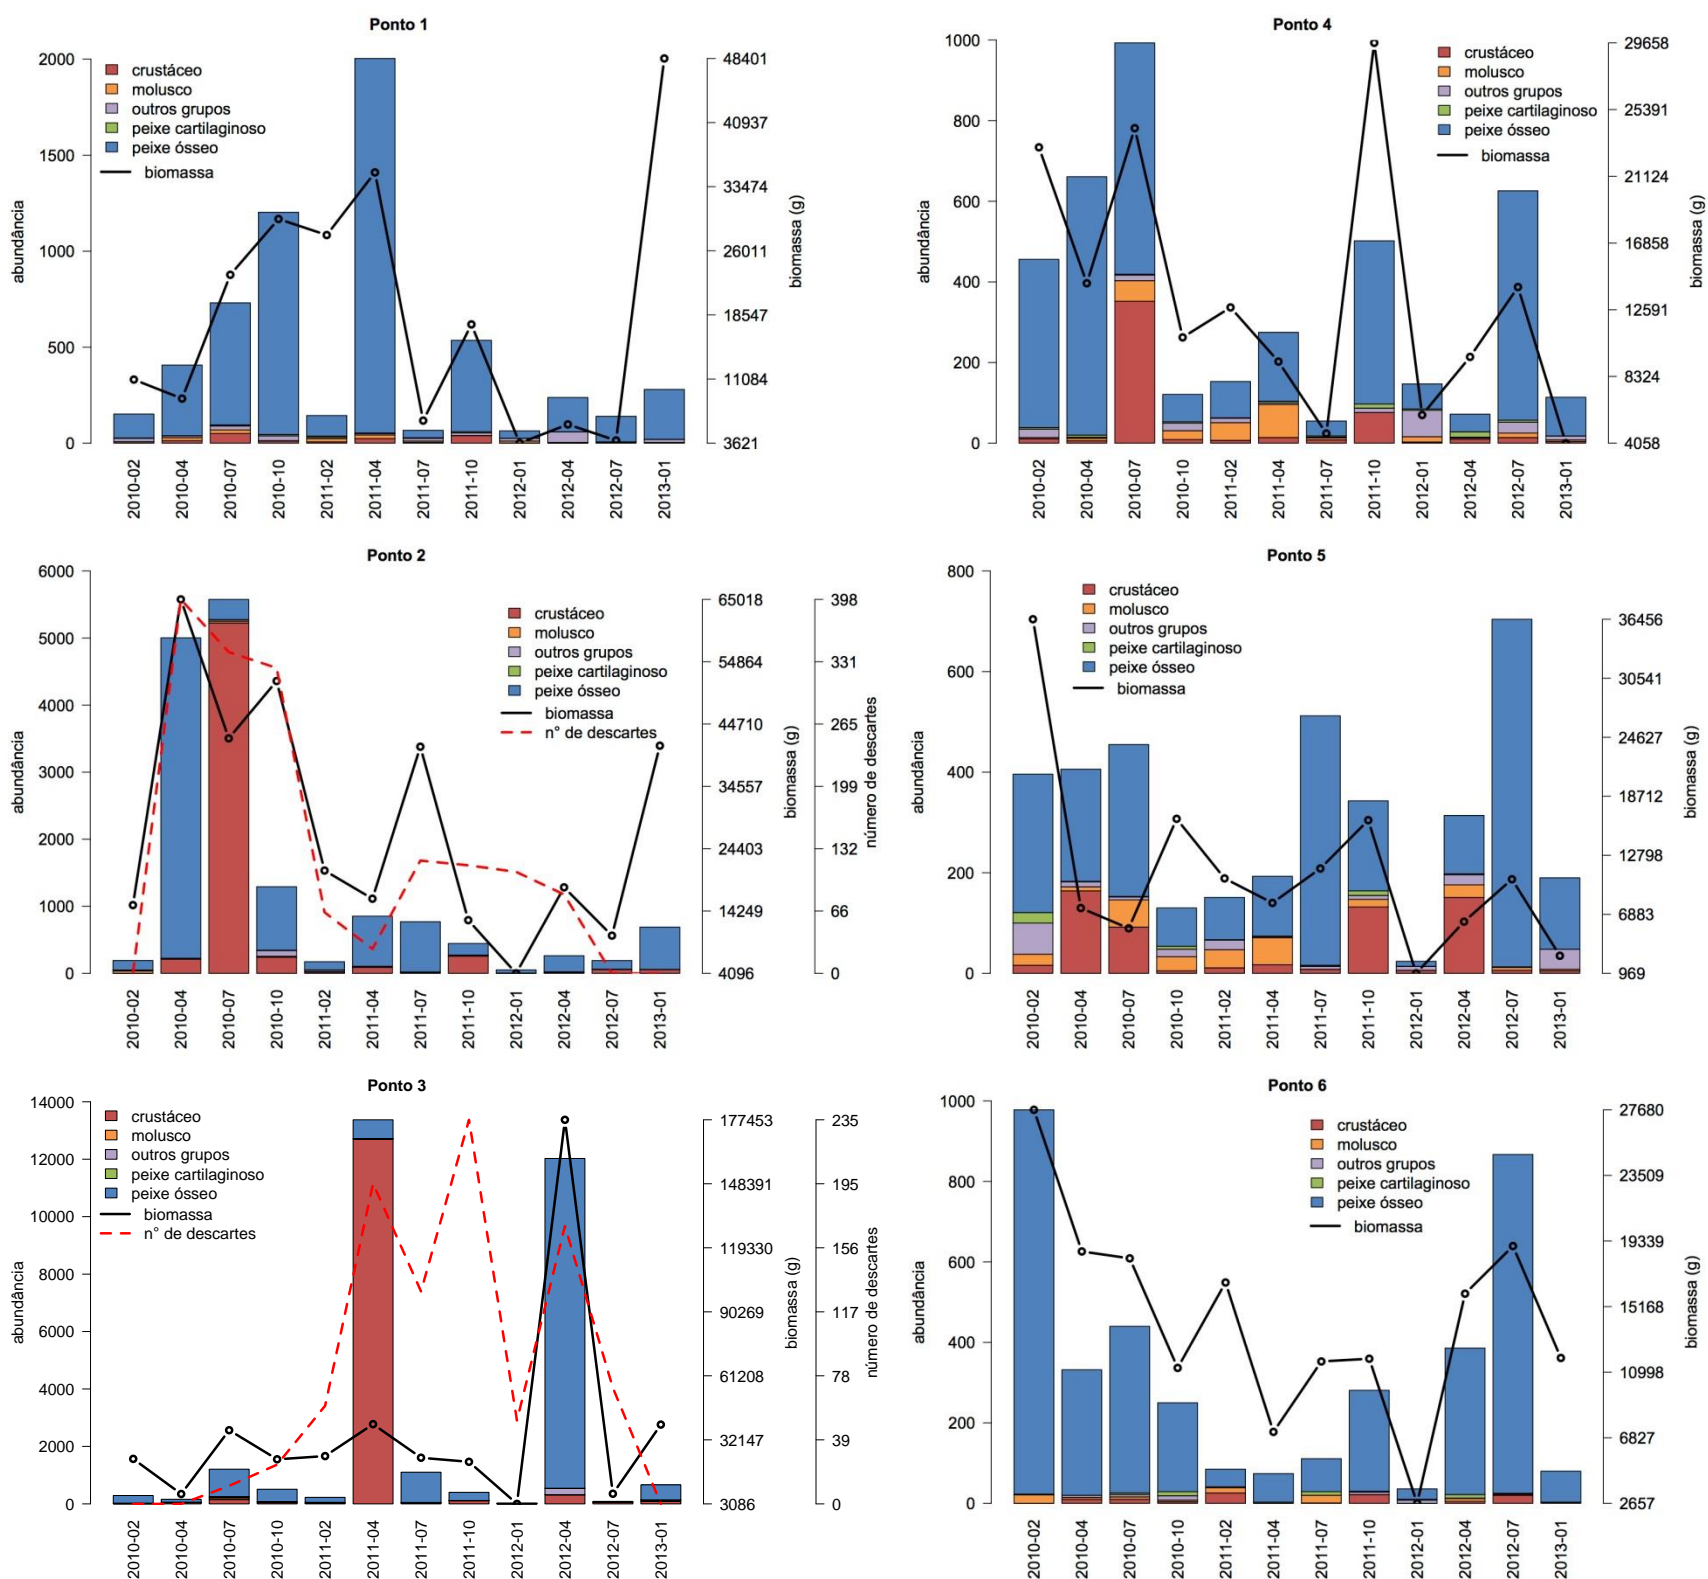 Ponto 1
abundância
2000
1500
1000
500
0
crustáceo
molusco
outros grupos
peixe cartilaginoso
peixe ósseo
biomassa
48401
40937
33474
26011
18547
11084
3621
biomassa (g)
2010-02
2010-04
2010-07
2010-10
2011-02
2011-04
2011-07
2011-10
2012-01
2012-04
2012-07
2013-01
Ponto 4
abundância
1000
800
600
400
200
0
crustáceo
molusco
outros grupos
peixe cartilaginoso
peixe ósseo
biomassa
29658
25391
21124
16858
12591
8324
4058
biomassa (g)
2010-02
2010-04
2010-07
2010-10
2011-02
2011-04
2011-07
2011-10
2012-01
2012-04
2012-07
2013-01
Ponto 2
abundância
6000
5000
4000
3000
2000
1000
0
crustáceo
molusco
outros grupos
peixe cartilaginoso
peixe ósseo
biomassa
n° de descartes
65018
54864
44710
34557
24403
14249
4096
biomassa (g)
398
331
265
199
132
66
0
número de descartes
2010-02
2010-04
2010-07
2010-10
2011-02
2011-04
2011-07
2011-10
2012-01
2012-04
2012-07
2013-01
Ponto 5
abundância
800
600
400
200
0
crustáceo
molusco
outros grupos
peixe cartilaginoso
peixe ósseo
biomassa
36456
30541
24627
18712
12798
6883
969
biomassa (g)
2010-02
2010-04
2010-07
2010-10
2011-02
2011-04
2011-07
2011-10
2012-01
2012-04
2012-07
2013-01
Ponto 3
abundância
14000
12000
10000
8000
6000
4000
2000
0
crustáceo
molusco
outros grupos
peixe cartilaginoso
peixe ósseo
biomassa
n° de descartes
177453
148391
119330
90269
61208
32147
3086
biomassa (g)
235
195
156
117
78
39
0
número de descartes
2010-02
2010-04
2010-07
2010-10
2011-02
2011-04
2011-07
2011-10
2012-01
2012-04
2012-07
2013-01
Ponto 6
abundância
1000
800
600
400
200
0
crustáceo
molusco
outros grupos
peixe cartilaginoso
peixe ósseo
biomassa
27680
23509
19339
15168
10998
6827
2657
biomassa (g)
2010-02
2010-04
2010-07
2010-10
2011-02
2011-04
2011-07
2011-10
2012-01
2012-04
2012-07
2013-01